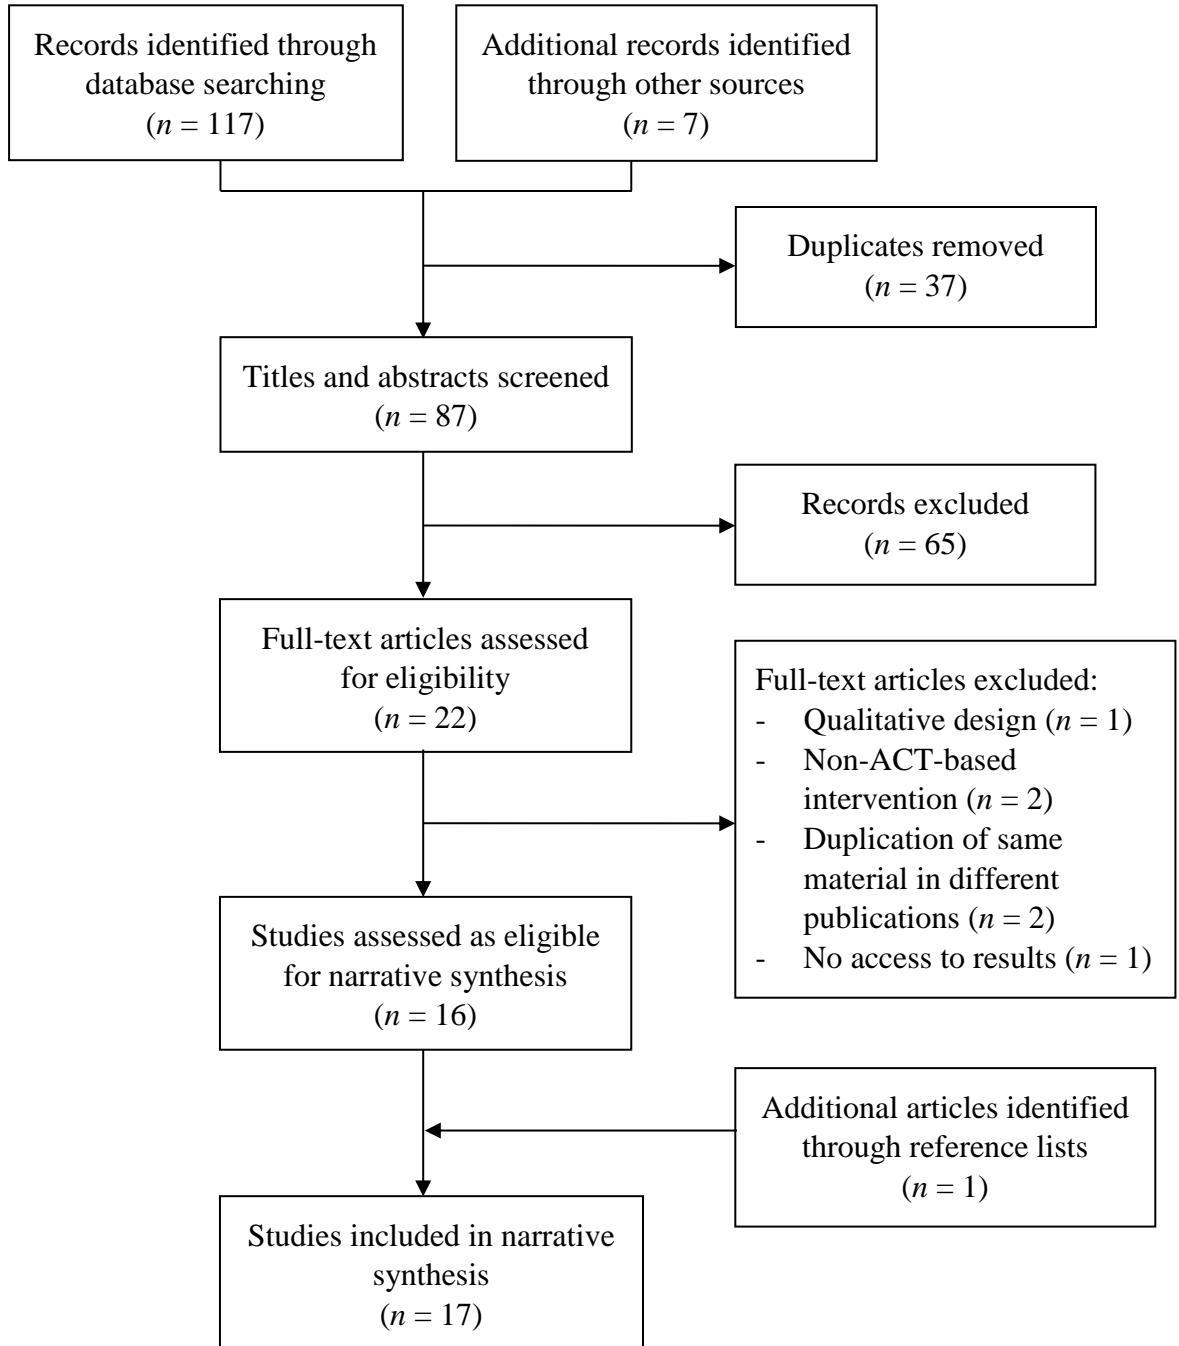 Records identified through
database searching
(n = 117)
Additional records identified
through other sources
(n = 7)
Duplicates removed
(n = 37)
Titles and abstracts screened
(n = 87)
Records excluded
(n = 65)
Full-text articles assessed
for eligibility
(n = 22)
Full-text articles excluded:
- Qualitative design (n = 1)
- Non-ACT-based
intervention (n = 2)
- Duplication of same
material in different
publications (n = 2)
- No access to results (n = 1)
Studies assessed as eligible
for narrative synthesis
(n = 16)
Additional articles identified
through reference lists
(n = 1)
Studies included in narrative
synthesis
(n = 17)